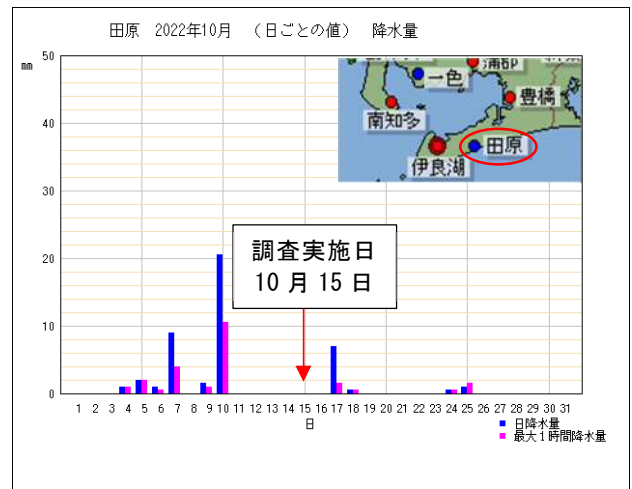 田原 2022年10月 （日ごとの値） 降水量
mm
50
40
30
20
10
0
一色
蒲郡
豊橋
南知多
田原
伊良湖
調査実施日
10月15日
1 2 3 4 5 6 7 8 9 10 11 12 13 14 15 16 17 18 19 20 21 22 23 24 25 26 27 28 29 30 31
日
日降水量
最大1時間降水量